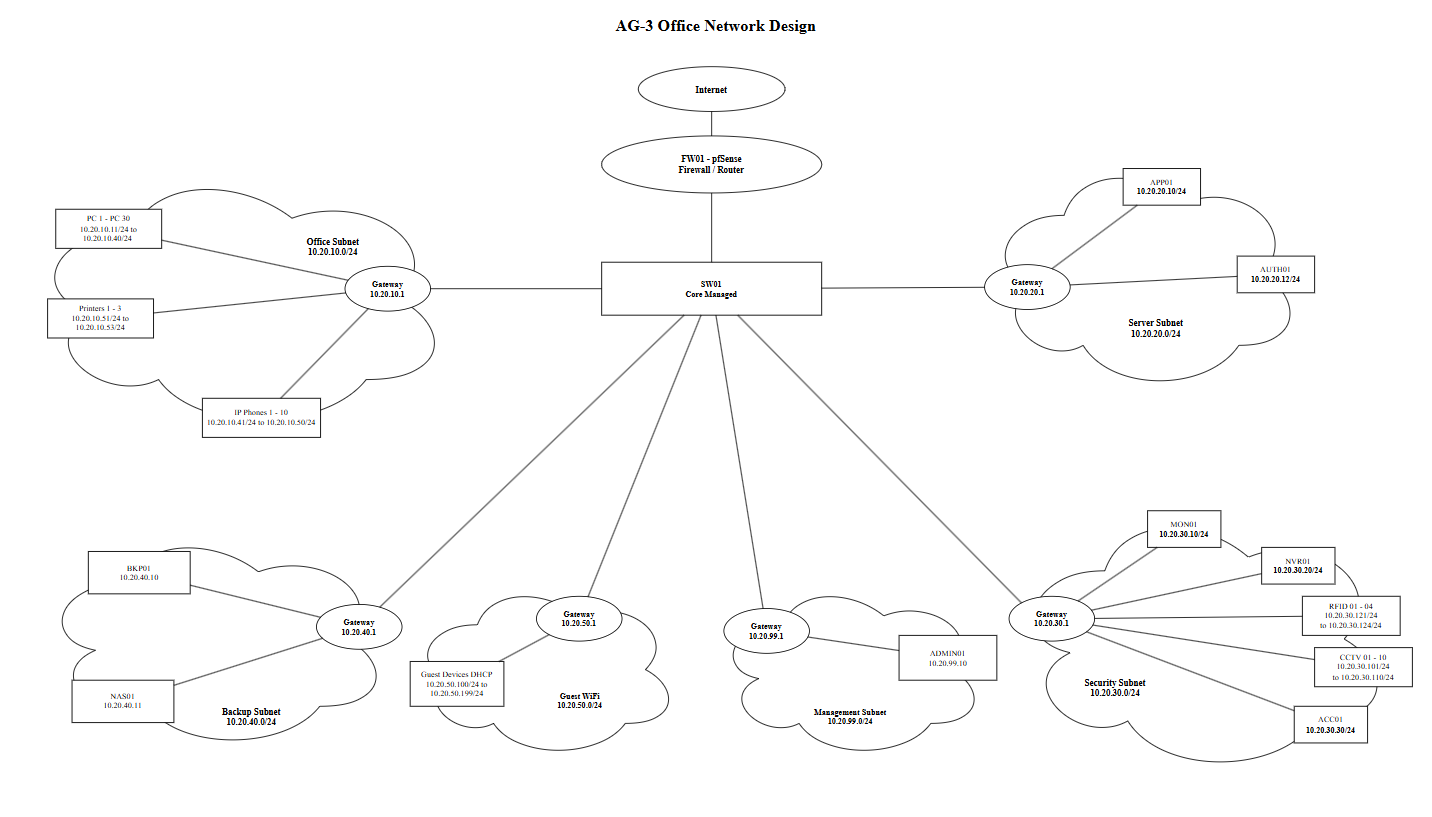 AG-3 Office Network Design
Internet
FW01 - pfSense
Firewall / Router
SW01
Core Managed
PC 1 - PC 30
10.20.10.11/24 to
10.20.10.40/24
Office Subnet
10.20.10.0/24
Gateway
10.20.10.1
Printers 1 - 3
10.20.10.51/24 to
10.20.10.53/24
IP Phones 1 - 10
10.20.10.41/24 to 10.20.10.50/24
APP01
10.20.20.10/24
AUTH01
10.20.20.12/24
Gateway
10.20.20.1
Server Subnet
10.20.20.0/24
BKP01
10.20.40.10
Gateway
10.20.40.1
NAS01
10.20.40.11
Backup Subnet
10.20.40.0/24
Gateway
10.20.50.1
Guest Devices DHCP
10.20.50.100/24 to
10.20.50.199/24
Guest WiFi
10.20.50.0/24
Gateway
10.20.99.1
ADMIN01
10.20.99.10
Management Subnet
10.20.99.0/24
MON01
10.20.30.10/24
NVR01
10.20.30.20/24
Gateway
10.20.30.1
RFID 01 - 04
10.20.30.121/24
to 10.20.30.124/24
CCTV 01 - 10
10.20.30.101/24
to 10.20.30.110/24
Security Subnet
10.20.30.0/24
ACC01
10.20.30.30/24